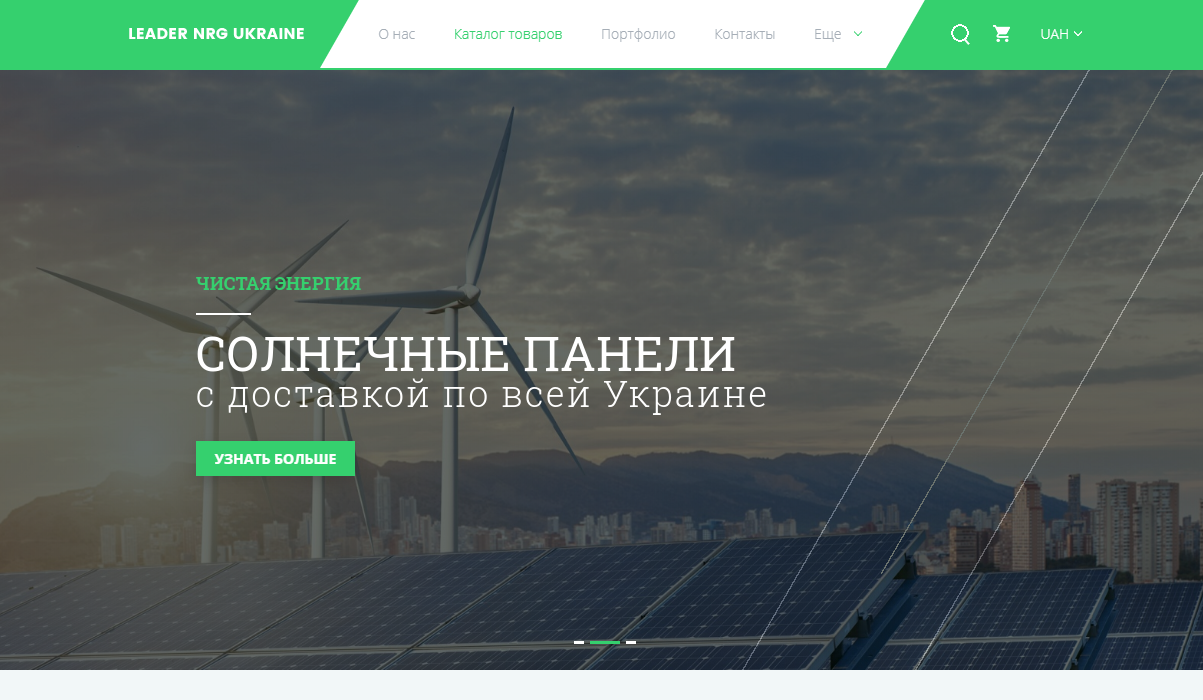 LEADER NRG UKRAINE
О нас
Каталог товаров
Портфолио
Контакты
Еще
UAH
ЧИСТАЯ ЭНЕРГИЯ
СОЛНЕЧНЫЕ ПАНЕЛИ
с доставкой по всей Украине
УЗНАТЬ БОЛЬШЕ